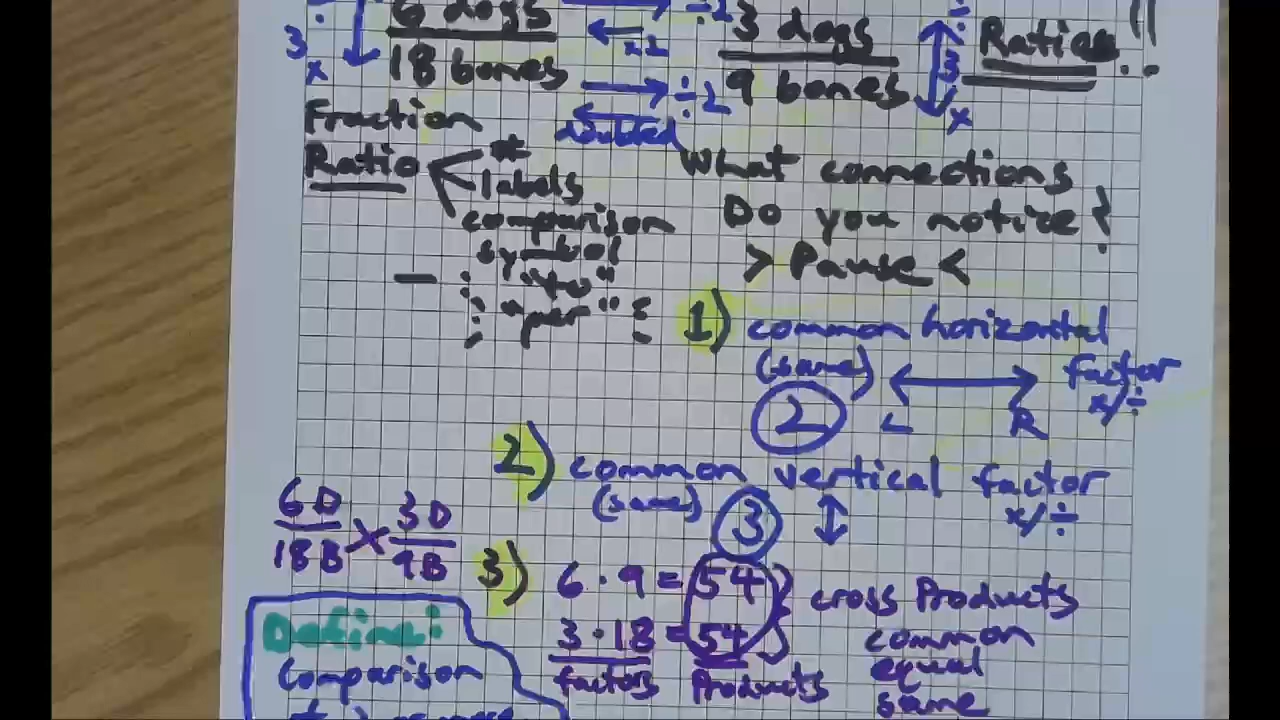 6 dogs
18 bones
÷2
x2
÷2
3
x
3 dogs
9 bones
÷
3
x
Ratios!!
Fraction
Ratio
#
labels
comparison
symbol
— : "to"
"per"
What connections
Do you notice?
> Pause <
1) common horizontal
(same) factor
x/÷
2 L R
2) common vertical factor
(same) x/÷
3
6D 3D
18B X 9B
3) 6 · 9 = 54
3 · 18 = 54
factors Products
cross Products
common
equal
same
Define:
Comparison